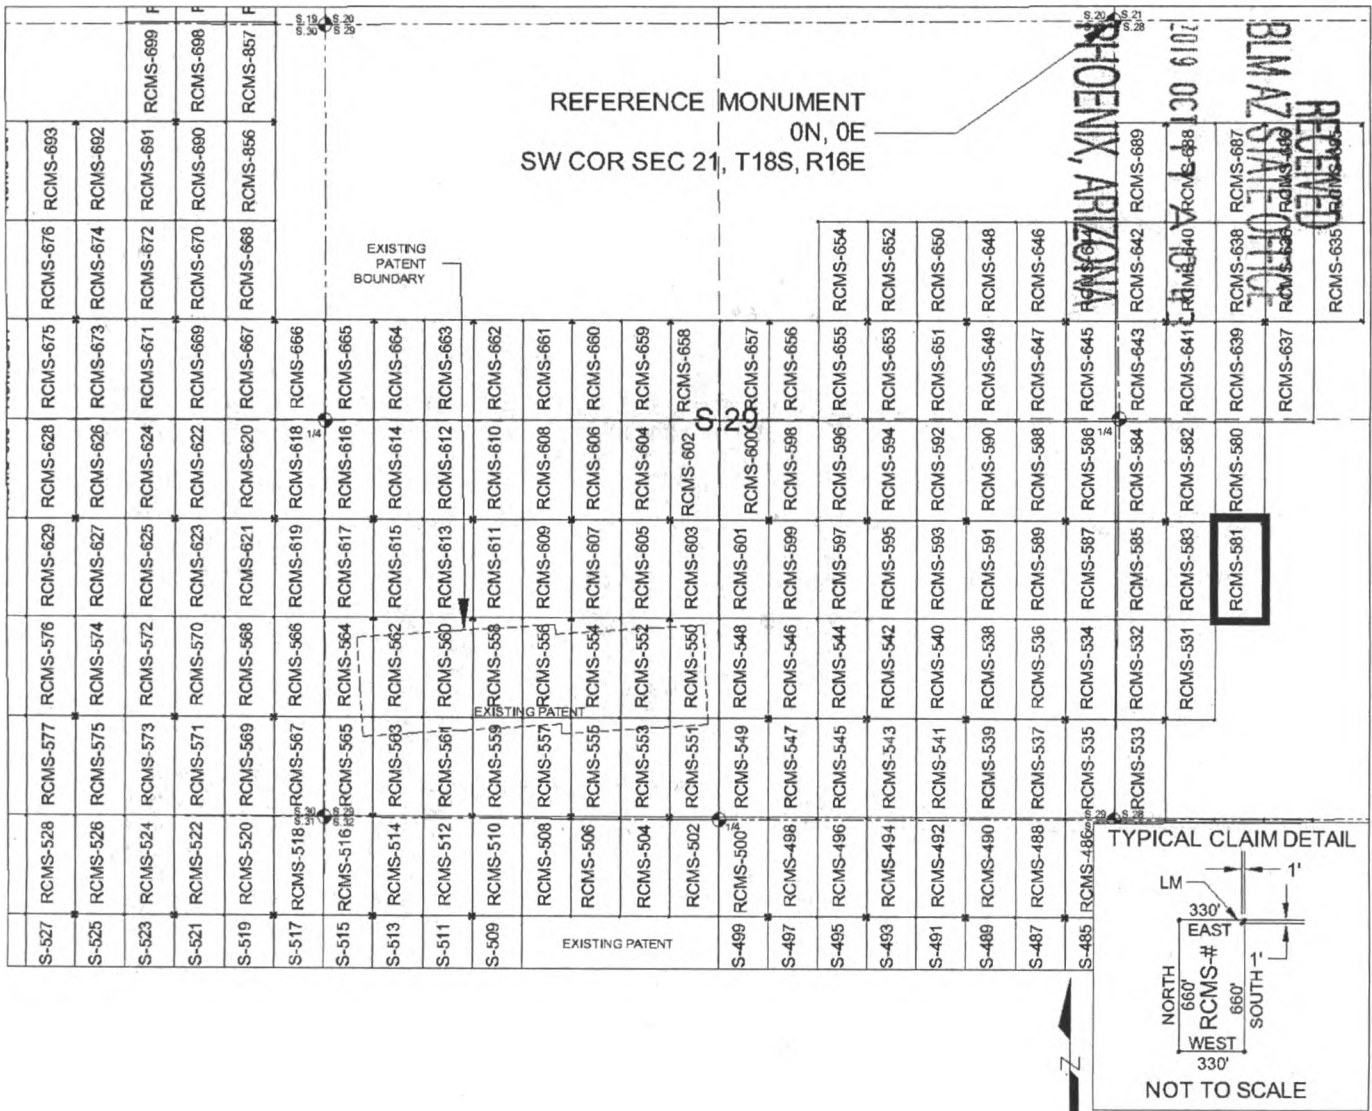 S.19 S.20
S.30 S.29
S.20 S.21
S.28
RECEIVED
BLM AZ STATE OFFICE
2019 OCT
PHOENIX, ARIZONA
REFERENCE MONUMENT
0N, 0E
SW COR SEC 21, T18S, R16E
EXISTING
PATENT
BOUNDARY
RCMS-699
RCMS-698
RCMS-857
RCMS-693
RCMS-692
RCMS-691
RCMS-690
RCMS-856
RCMS-689
RCMS-688
RCMS-687
RCMS-676
RCMS-674
RCMS-672
RCMS-670
RCMS-668
RCMS-654
RCMS-652
RCMS-650
RCMS-648
RCMS-646
RCMS-642
RCMS-640
RCMS-638
RCMS-636
RCMS-635
RCMS-675
RCMS-673
RCMS-671
RCMS-669
RCMS-667
RCMS-666
RCMS-665
RCMS-664
RCMS-663
RCMS-662
RCMS-661
RCMS-660
RCMS-659
RCMS-658
RCMS-657
RCMS-656
RCMS-655
RCMS-653
RCMS-651
RCMS-649
RCMS-647
RCMS-645
RCMS-643
RCMS-641
RCMS-639
RCMS-637
S.29
1/4
1/4
RCMS-628
RCMS-626
RCMS-624
RCMS-622
RCMS-620
RCMS-618
RCMS-616
RCMS-614
RCMS-612
RCMS-610
RCMS-608
RCMS-606
RCMS-604
RCMS-602
RCMS-600
RCMS-598
RCMS-596
RCMS-594
RCMS-592
RCMS-590
RCMS-588
RCMS-586
RCMS-584
RCMS-582
RCMS-580
RCMS-629
RCMS-627
RCMS-625
RCMS-623
RCMS-621
RCMS-619
RCMS-617
RCMS-615
RCMS-613
RCMS-611
RCMS-609
RCMS-607
RCMS-605
RCMS-603
RCMS-601
RCMS-599
RCMS-597
RCMS-595
RCMS-593
RCMS-591
RCMS-589
RCMS-587
RCMS-585
RCMS-583
RCMS-581
RCMS-576
RCMS-574
RCMS-572
RCMS-570
RCMS-568
RCMS-566
RCMS-564
RCMS-562
RCMS-560
RCMS-558
RCMS-556
RCMS-554
RCMS-552
RCMS-550
RCMS-548
RCMS-546
RCMS-544
RCMS-542
RCMS-540
RCMS-538
RCMS-536
RCMS-534
RCMS-532
RCMS-531
EXISTING PATENT
RCMS-577
RCMS-575
RCMS-573
RCMS-571
RCMS-569
RCMS-567
RCMS-565
RCMS-563
RCMS-561
RCMS-559
RCMS-557
RCMS-555
RCMS-553
RCMS-551
RCMS-549
RCMS-547
RCMS-545
RCMS-543
RCMS-541
RCMS-539
RCMS-537
RCMS-535
RCMS-533
S.30 S.29
S.31 S.32
1/4
S.29 S.28
RCMS-528
RCMS-526
RCMS-524
RCMS-522
RCMS-520
RCMS-518
RCMS-516
RCMS-514
RCMS-512
RCMS-510
RCMS-508
RCMS-506
RCMS-504
RCMS-502
RCMS-500
RCMS-498
RCMS-496
RCMS-494
RCMS-492
RCMS-490
RCMS-488
RCMS-486
S-527
S-525
S-523
S-521
S-519
S-517
S-515
S-513
S-511
S-509
EXISTING PATENT
S-499
S-497
S-495
S-493
S-491
S-489
S-487
S-485
TYPICAL CLAIM DETAIL
LM
1'
330'
EAST
NORTH
660'
RCMS-#
660'
SOUTH
1'
WEST
330'
NOT TO SCALE
N